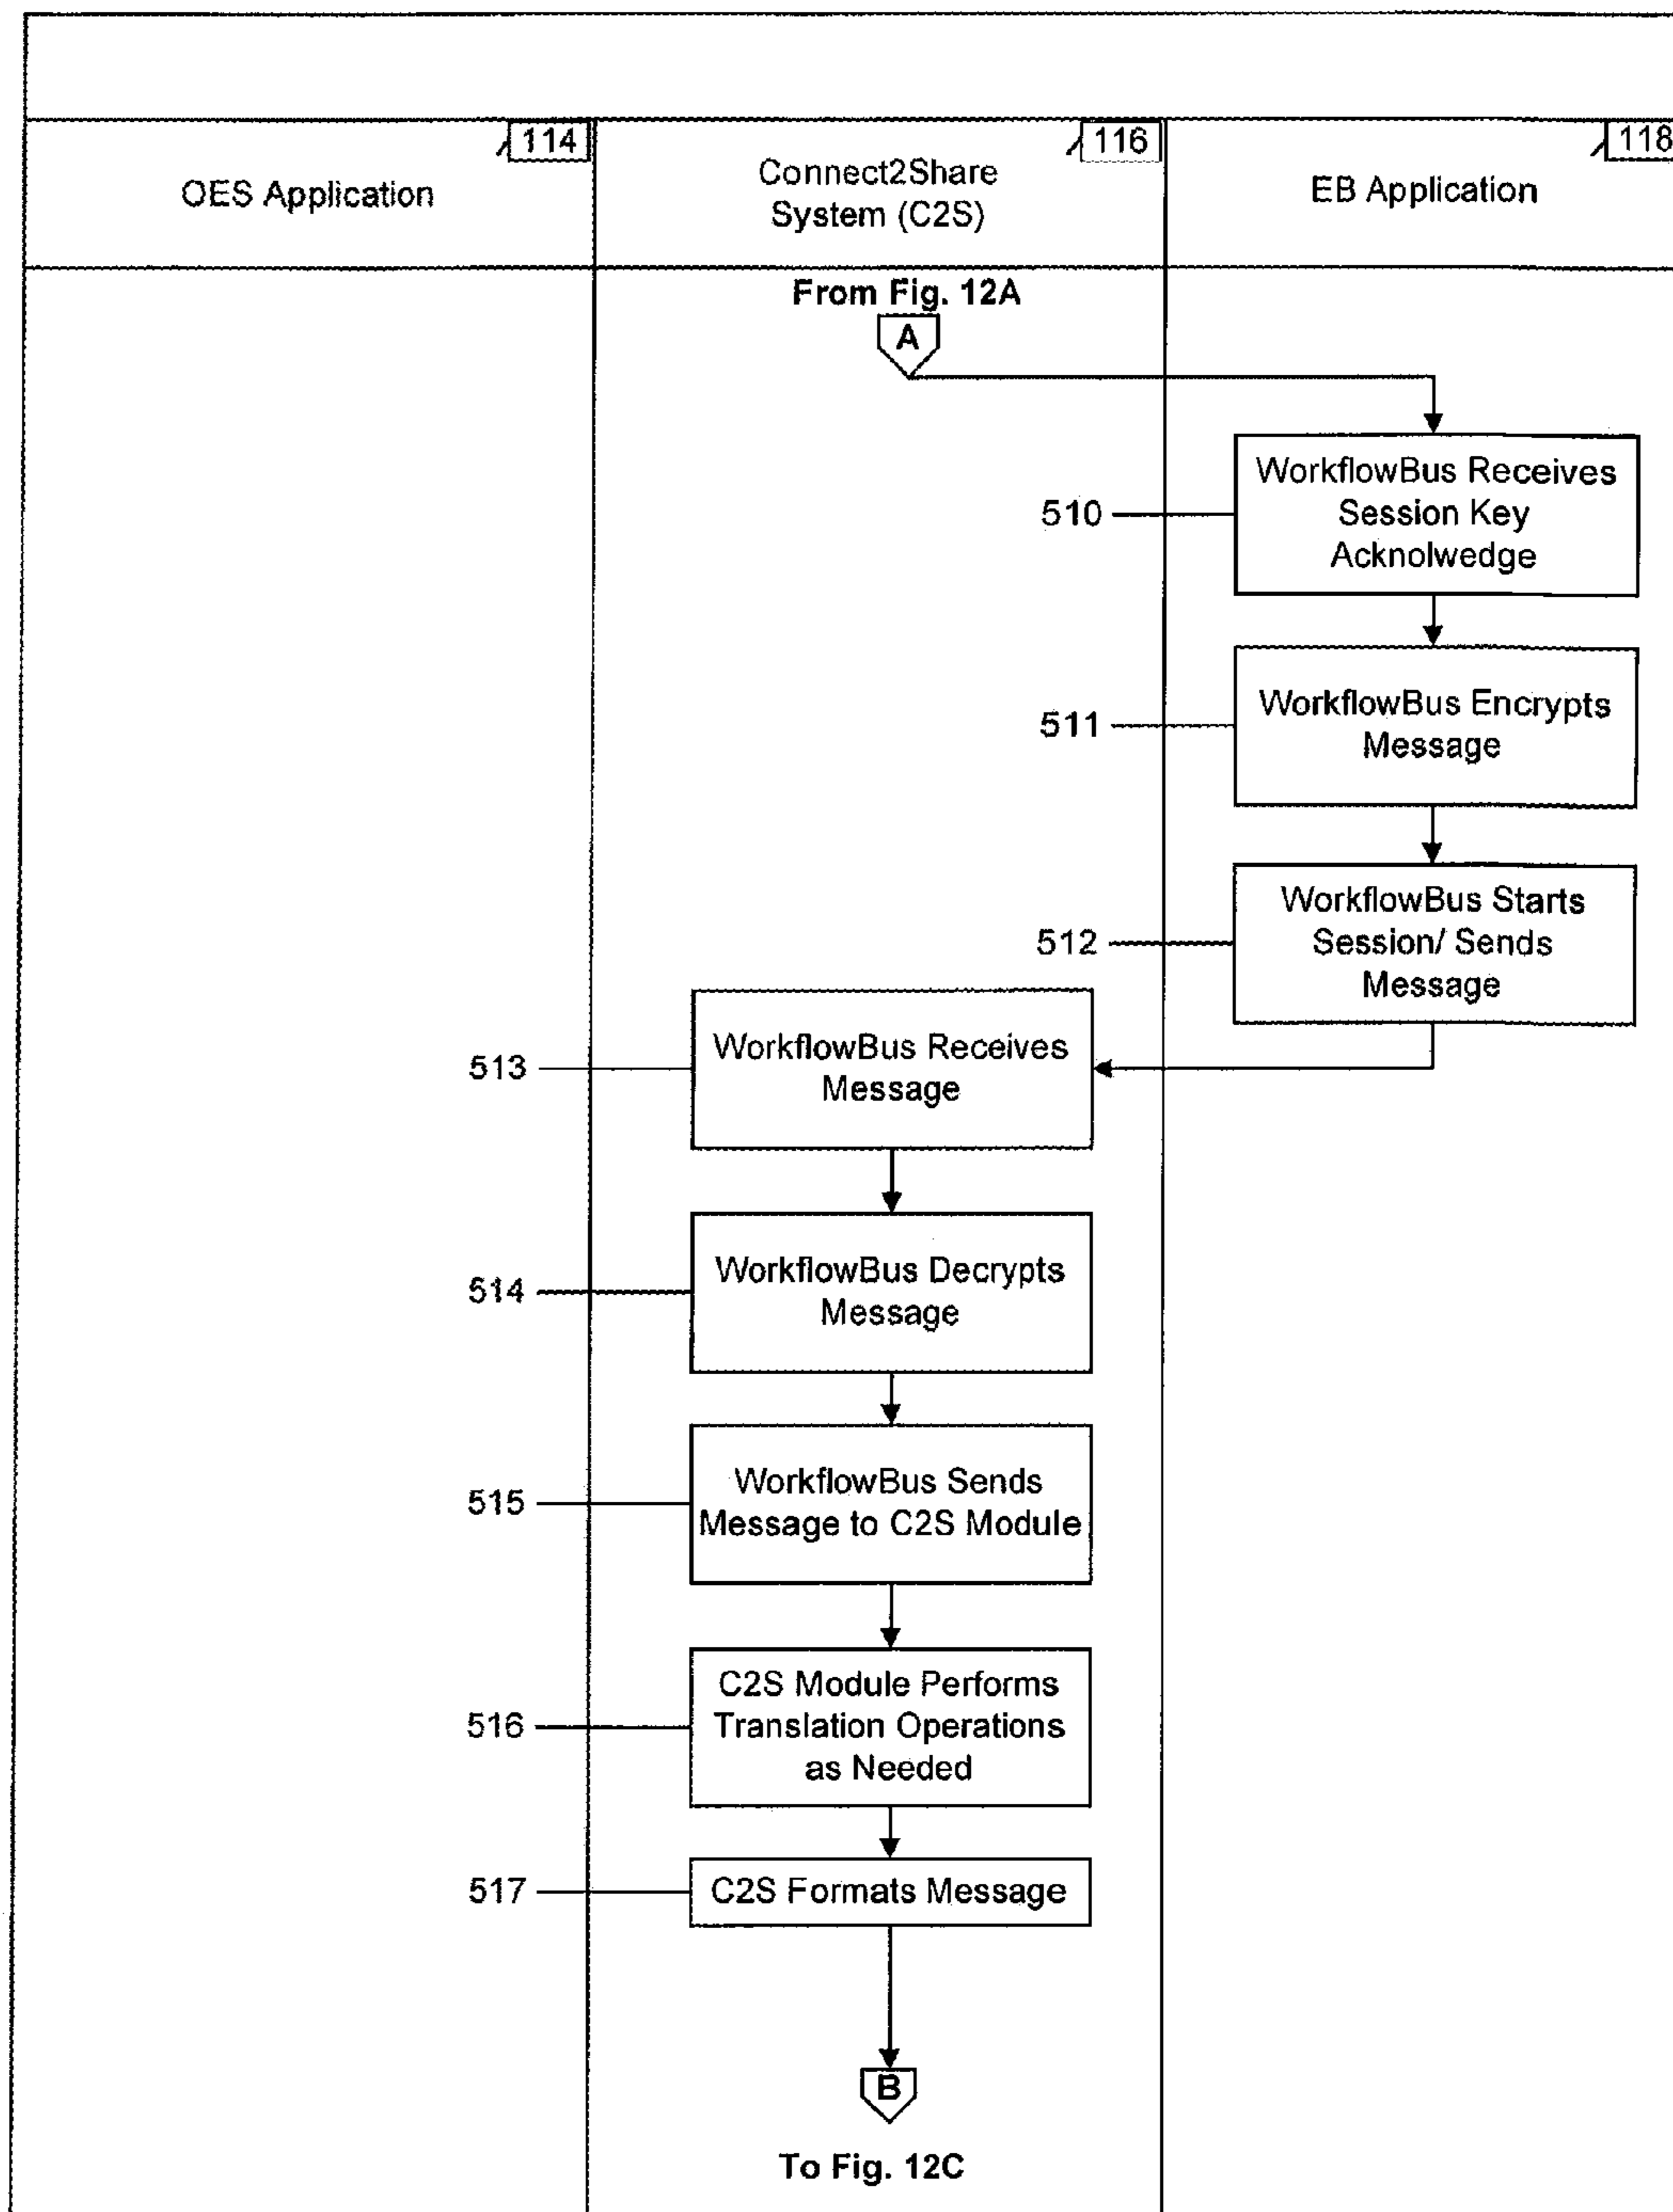 114
OES Application
116
Connect2Share
System (C2S)
118
EB Application
From Fig. 12A
A
510
WorkflowBus Receives
Session Key
Acknolwedge
511
WorkflowBus Encrypts
Message
512
WorkflowBus Starts
Session/ Sends
Message
513
WorkflowBus Receives
Message
514
WorkflowBus Decrypts
Message
515
WorkflowBus Sends
Message to C2S Module
516
C2S Module Performs
Translation Operations
as Needed
517
C2S Formats Message
B
To Fig. 12C